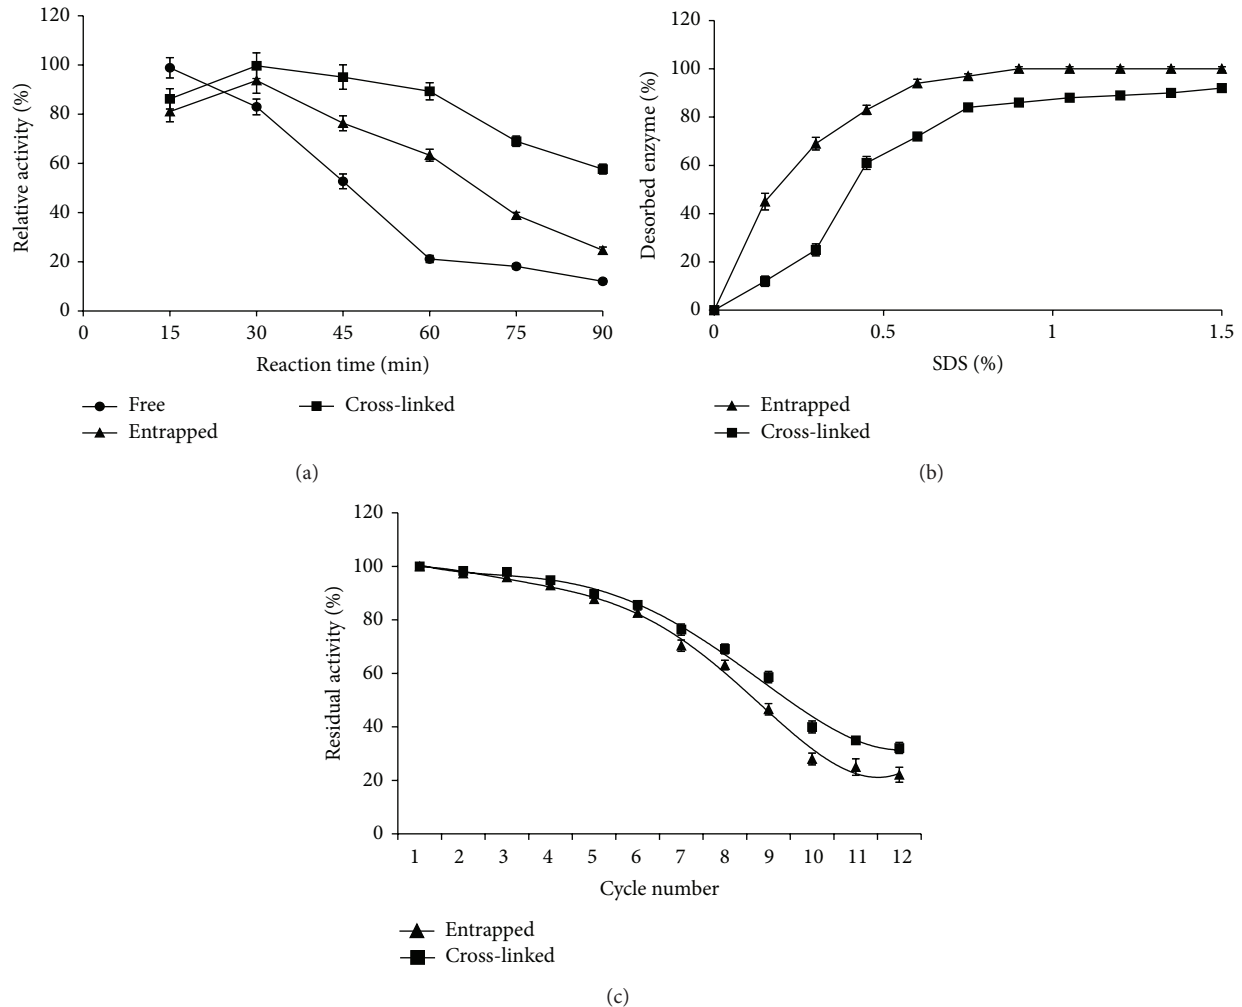 120
100
80
60
40
20
0
Relative activity (%)
0 15 30 45 60 75 90
Reaction time (min)
Free
Cross-linked
Entrapped
(a)
120
100
80
60
40
20
0
Desorbed enzyme (%)
0 0.5 1 1.5
SDS (%)
Entrapped
Cross-linked
(b)
120
100
80
60
40
20
0
Residual activity (%)
1 2 3 4 5 6 7 8 9 10 11 12
Cycle number
Entrapped
Cross-linked
(c)